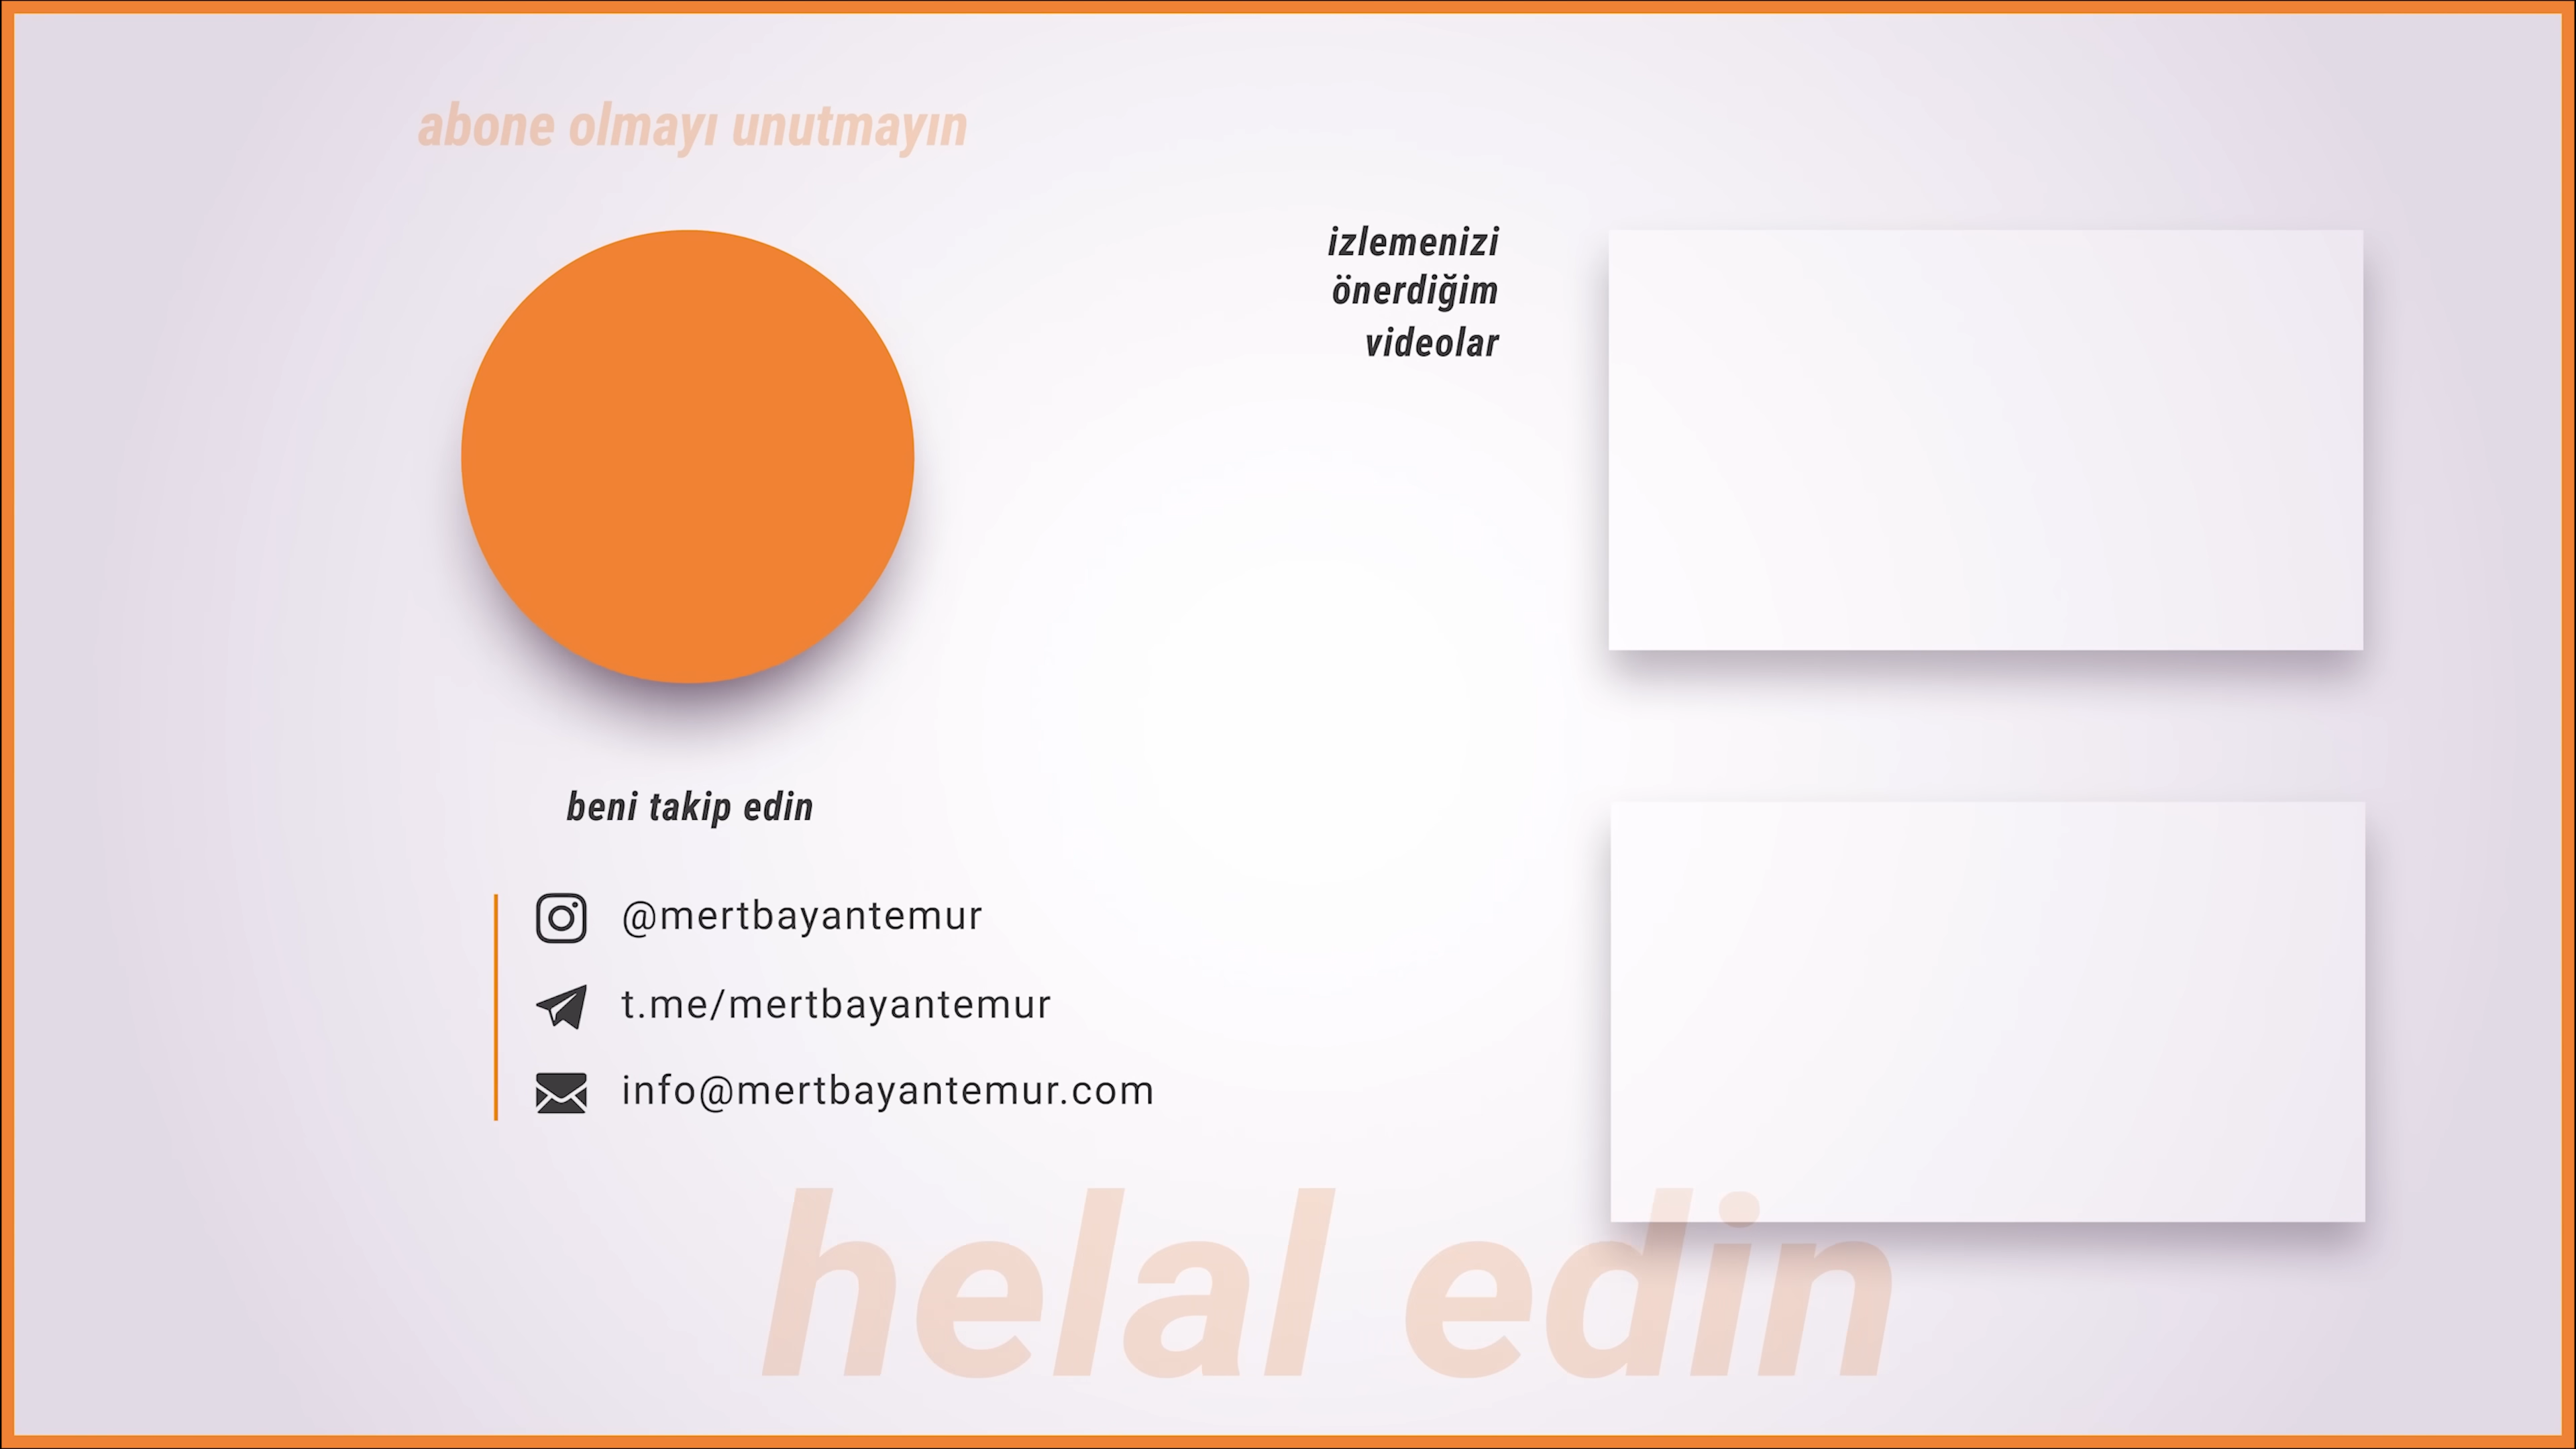 abone olmayı unutmayın
izlemenizi
önerdiğim
videolar
beni takip edin
@mertbayantemur
t.me/mertbayantemur
info@mertbayantemur.com
helal edin